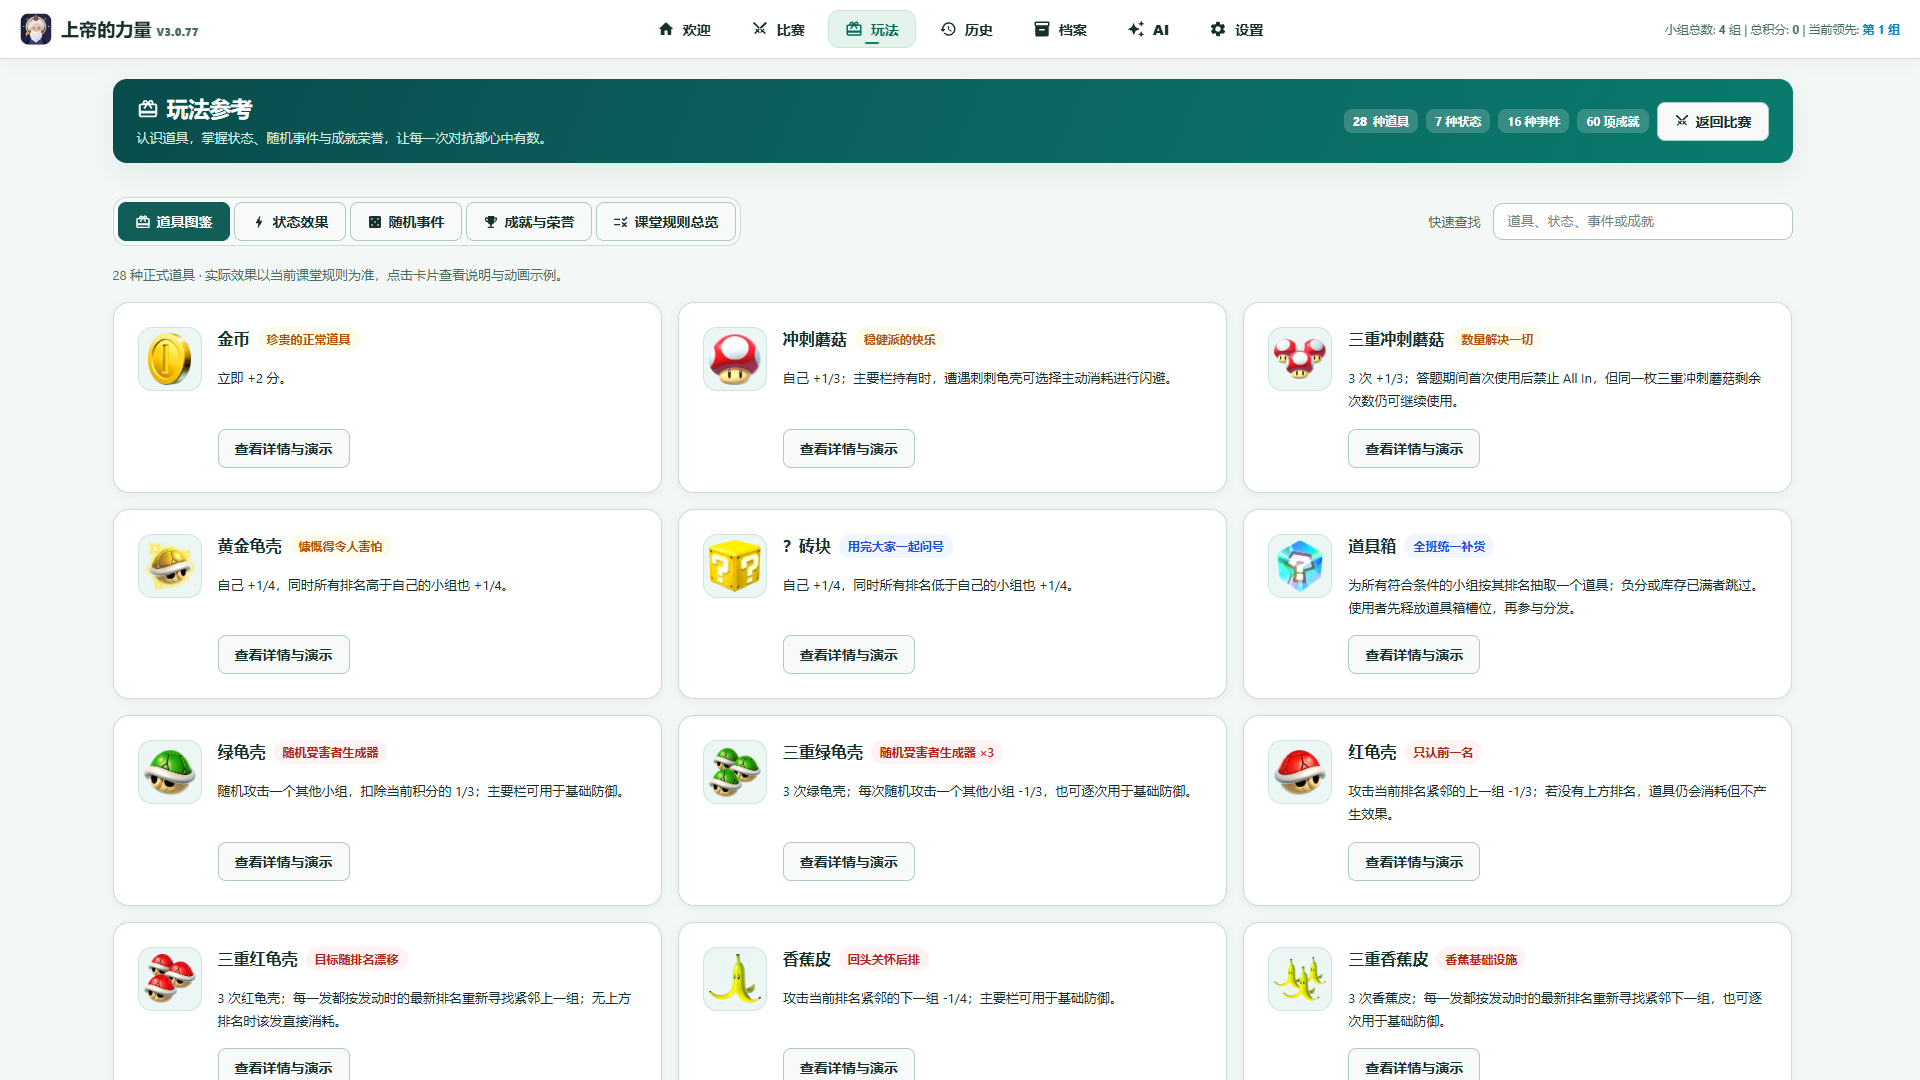 上帝的力量 V3.0.77
欢迎
比赛
玩法
历史
档案
AI
设置
小组总数: 4 组 | 总积分: 0 | 当前领先: 第 1 组
玩法参考
认识道具，掌握状态、随机事件与成就荣誉，让每一次对抗都心中有数。
28 种道具
7 种状态
16 种事件
60 项成就
返回比赛
道具图鉴
状态效果
随机事件
成就与荣誉
课堂规则总览
快速查找
道具、状态、事件或成就
28 种正式道具 · 实际效果以当前课堂规则为准，点击卡片查看说明与动画示例。
金币 珍贵的正常道具
立即 +2 分。
查看详情与演示
冲刺蘑菇 稳健派的快乐
自己 +1/3；主要栏持有时，遭遇刺刺龟壳可选择主动消耗进行闪避。
查看详情与演示
三重冲刺蘑菇 数量解决一切
3 次 +1/3；答题期间首次使用后禁止 All In，但同一枚三重冲刺蘑菇剩余
次数仍可继续使用。
查看详情与演示
黄金龟壳 慷慨得令人害怕
自己 +1/4，同时所有排名高于自己的小组也 +1/4。
查看详情与演示
？砖块 用完大家一起问号
自己 +1/4，同时所有排名低于自己的小组也 +1/4。
查看详情与演示
道具箱 全班统一补货
为所有符合条件的小组按其排名抽取一个道具；负分或库存已满者跳过。
使用者先释放道具箱槽位，再参与分发。
查看详情与演示
绿龟壳 随机受害者生成器
随机攻击一个其他小组，扣除当前积分的 1/3；主要栏可用于基础防御。
查看详情与演示
三重绿龟壳 随机受害者生成器 ×3
3 次绿龟壳；每次随机攻击一个其他小组 -1/3，也可逐次用于基础防御。
查看详情与演示
红龟壳 只认前一名
攻击当前排名紧邻的上一组 -1/3；若没有上方排名，道具仍会消耗但不产
生效果。
查看详情与演示
三重红龟壳 目标随排名漂移
3 次红龟壳；每一发都按发动时的最新排名重新寻找紧邻上一组；无上方
排名时该发直接消耗。
查看详情与演示
香蕉皮 回头关怀后排
攻击当前排名紧邻的下一组 -1/4；主要栏可用于基础防御。
查看详情与演示
三重香蕉皮 香蕉基础设施
3 次香蕉皮；每一发都按发动时的最新排名重新寻找紧邻下一组，也可逐
次用于基础防御。
查看详情与演示